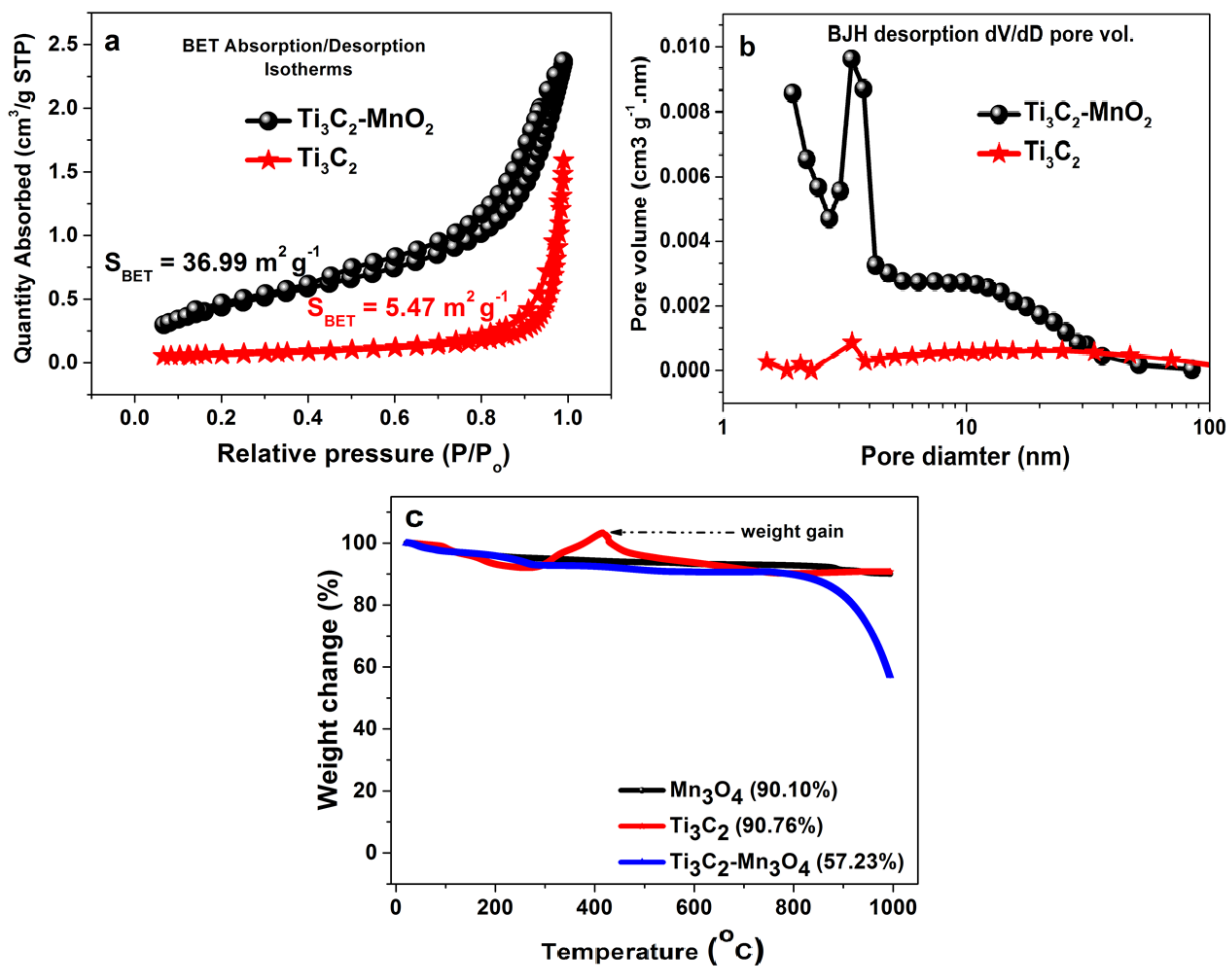 a
BET Absorption/Desorption
Isotherms
Ti3C2-MnO2
Ti3C2
SBET = 36.99 m2 g-1
SBET = 5.47 m2 g-1
Quantity Absorbed (cm3/g STP)
2.5
2.0
1.5
1.0
0.5
0.0
0.0 0.2 0.4 0.6 0.8 1.0
Relative pressure (P/Po)
b
BJH desorption dV/dD pore vol.
Ti3C2-MnO2
Ti3C2
Pore volume (cm3 g-1.nm)
0.010
0.008
0.006
0.004
0.002
0.000
1 10 100
Pore diamter (nm)
c
weight gain
Weight change (%)
100
80
60
40
20
0
Mn3O4 (90.10%)
Ti3C2 (90.76%)
Ti3C2-Mn3O4 (57.23%)
0 200 400 600 800 1000
Temperature (oC)